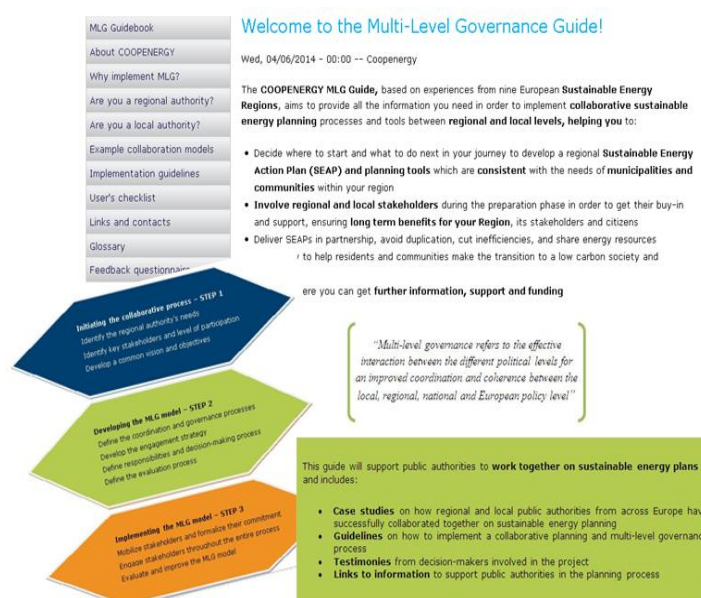 MLG Guidebook
About COOPENERGY
Why implement MLG?
Are you a regional authority?
Are you a local authority?
Example collaboration models
Implementation guidelines
User's checklist
Links and contacts
Glossary
Feedback questionnaire
Welcome to the Multi-Level Governance Guide!
Wed, 04/06/2014 - 00:00 -- Coopenergy
The COOPENERGY MLG Guide, based on experiences from nine European Sustainable Energy
Regions, aims to provide all the information you need in order to implement collaborative sustainable
energy planning processes and tools between regional and local levels, helping you to:
• Decide where to start and what to do next in your journey to develop a regional Sustainable Energy
Action Plan (SEAP) and planning tools which are consistent with the needs of municipalities and
communities within your region
• Involve regional and local stakeholders during the preparation phase in order to get their buy-in
and support, ensuring long term benefits for your Region, its stakeholders and citizens
• Deliver SEAPs in partnership, avoid duplication, cut inefficiencies, and share energy resources
to help residents and communities make the transition to a low carbon society and
ere you can get further information, support and funding
Initiating the collaborative process – STEP 1
Identify the regional authority's needs
Identify key stakeholders and level of participation
Develop a common vision and objectives
Developing the MLG model – STEP 2
Define the coordination and governance processes
Develop the engagement strategy
Define responsibilities and decision-making process
Define the evaluation process
Implementing the MLG model – STEP 3
Mobilize stakeholders and formalize their commitment
Engage stakeholders throughout the entire process
Evaluate and improve the MLG model
"Multi-level governance refers to the effective
interaction between the different political levels for
an improved coordination and coherence between the
local, regional, national and European policy level"
This guide will support public authorities to work together on sustainable energy plans
and includes:
• Case studies on how regional and local public authorities from across Europe hav
successfully collaborated together on sustainable energy planning
• Guidelines on how to implement a collaborative planning and multi-level governanc
process
• Testimonies from decision-makers involved in the project
• Links to information to support public authorities in the planning process